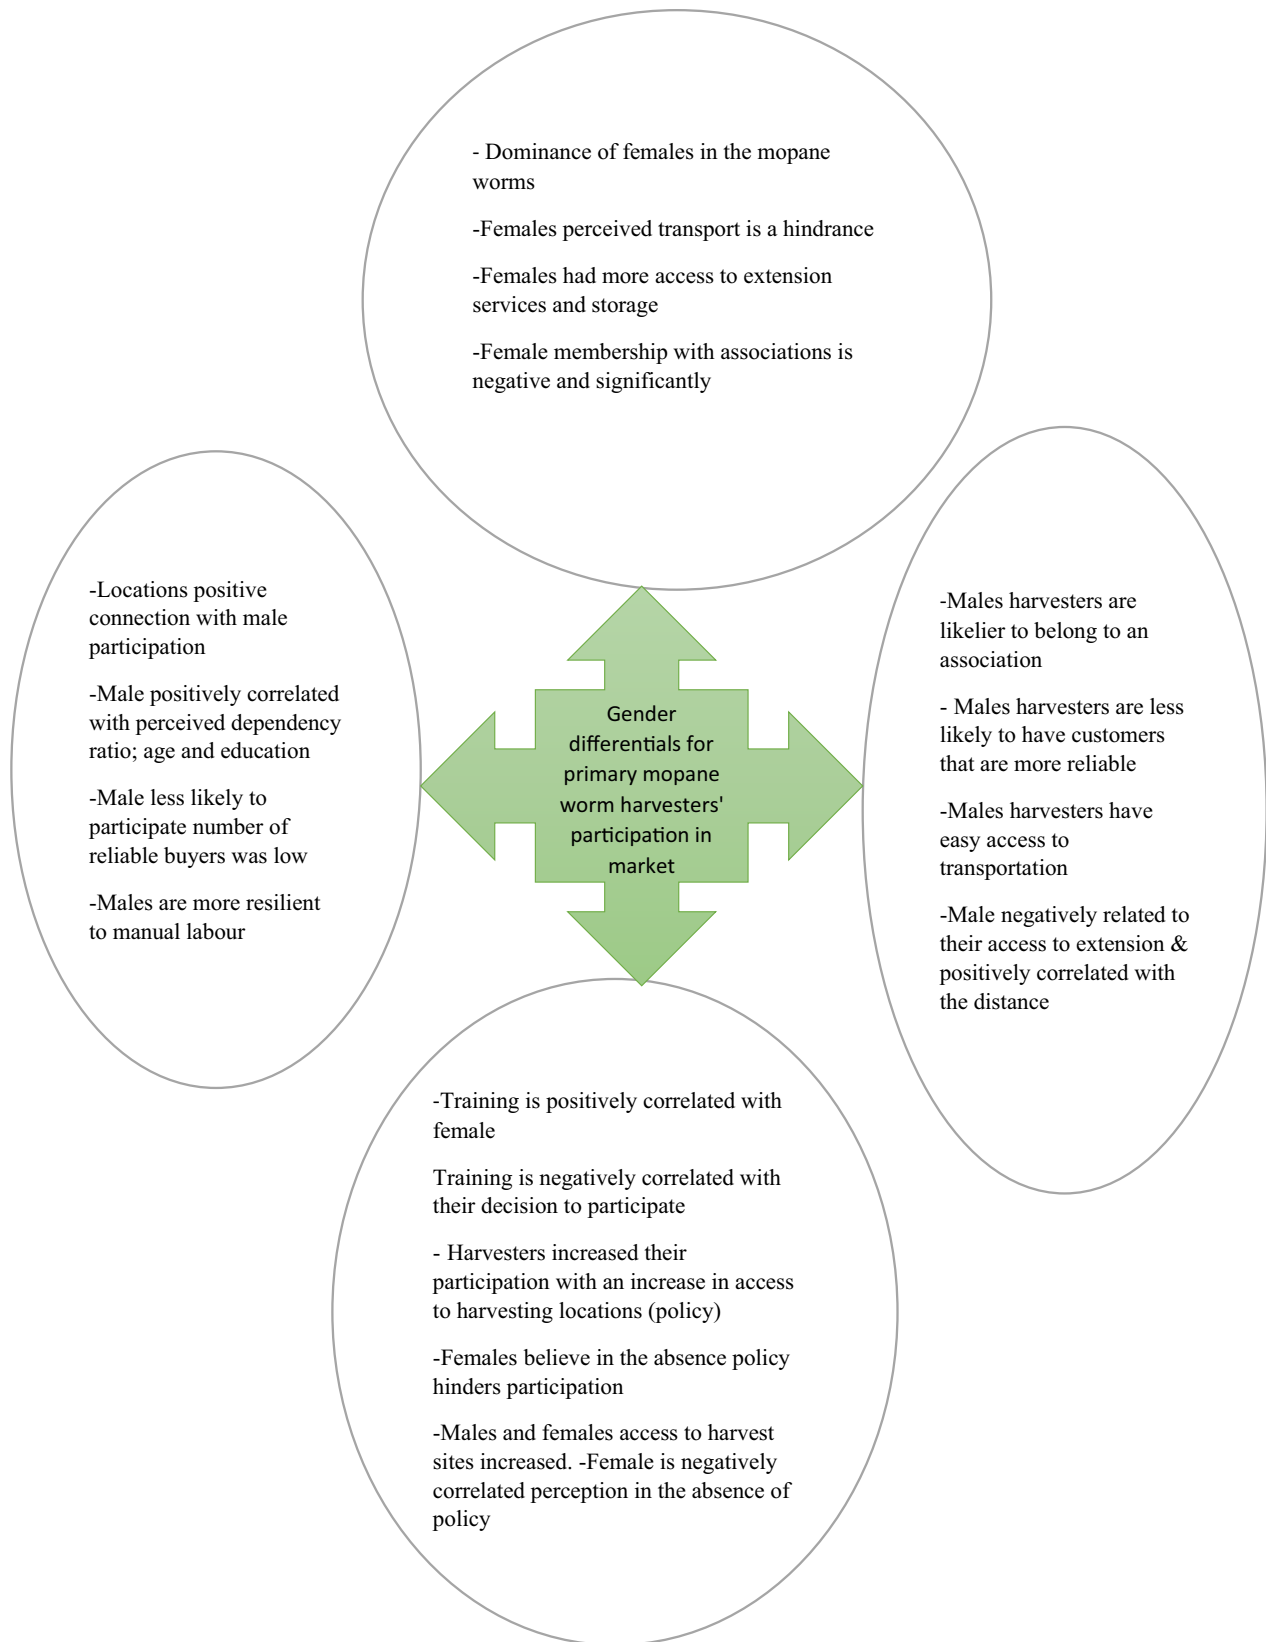 - Dominance of females in the mopane
worms
-Females perceived transport is a hindrance
-Females had more access to extension
services and storage
-Female membership with associations is
negative and significantly
-Locations positive
connection with male
participation
-Male positively correlated
with perceived dependency
ratio; age and education
-Male less likely to
participate number of
reliable buyers was low
-Males are more resilient
to manual labour
Gender
differentials for
primary mopane
worm harvesters'
participation in
market
-Males harvesters are
likelier to belong to an
association
- Males harvesters are less
likely to have customers
that are more reliable
-Males harvesters have
easy access to
transportation
-Male negatively related to
their access to extension &
positively correlated with
the distance
-Training is positively correlated with
female
Training is negatively correlated with
their decision to participate
- Harvesters increased their
participation with an increase in access
to harvesting locations (policy)
-Females believe in the absence policy
hinders participation
-Males and females access to harvest
sites increased. -Female is negatively
correlated perception in the absence of
policy